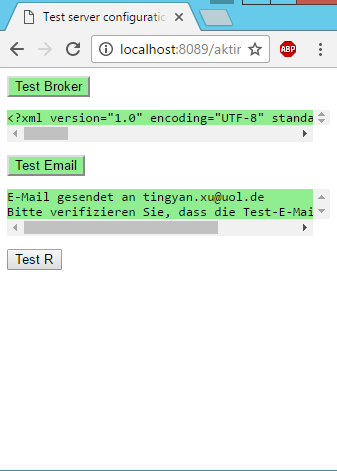 Test server configuratio
localhost:8089/aktir
ABP
Test Broker
<?xml version="1.0" encoding="UTF-8" standa
Test Email
E-Mail gesendet an tingyan.xu@uol.de
Bitte verifizieren Sie, dass die Test-E-Mai
Test R